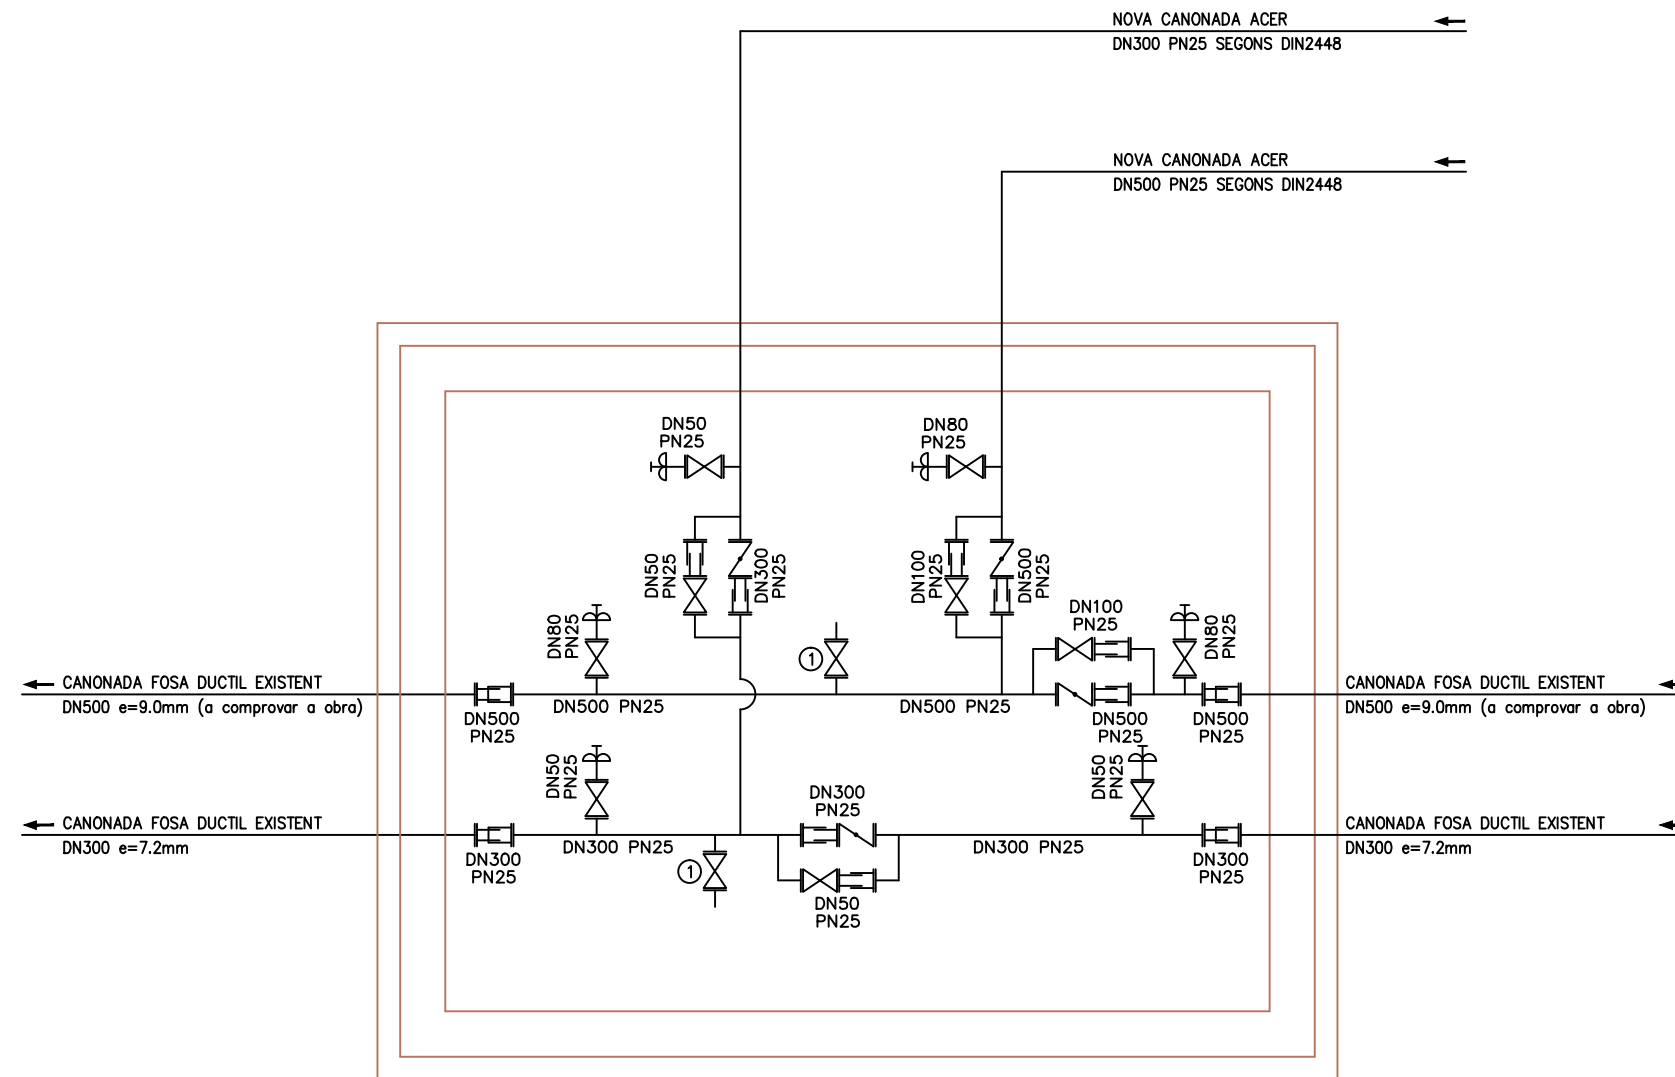 NOVA CANONADA ACER
DN300 PN25 SEGONS DIN2448
NOVA CANONADA ACER
DN500 PN25 SEGONS DIN2448
DN50
PN25
DN80
PN25
DN50
PN25
DN300
PN25
DN100
PN25
DN500
PN25
DN80
PN25
1
DN100
PN25
DN80
PN25
CANONADA FOSA DUCTIL EXISTENT
DN500 e=9.0mm (a comprovar a obra)
DN500
PN25
DN500 PN25
DN500 PN25
DN500
PN25
DN500
PN25
CANONADA FOSA DUCTIL EXISTENT
DN500 e=9.0mm (a comprovar a obra)
DN50
PN25
DN300
PN25
DN50
PN25
CANONADA FOSA DUCTIL EXISTENT
DN300 e=7.2mm
DN300
PN25
DN300 PN25
1
DN50
PN25
DN300 PN25
DN300
PN25
CANONADA FOSA DUCTIL EXISTENT
DN300 e=7.2mm